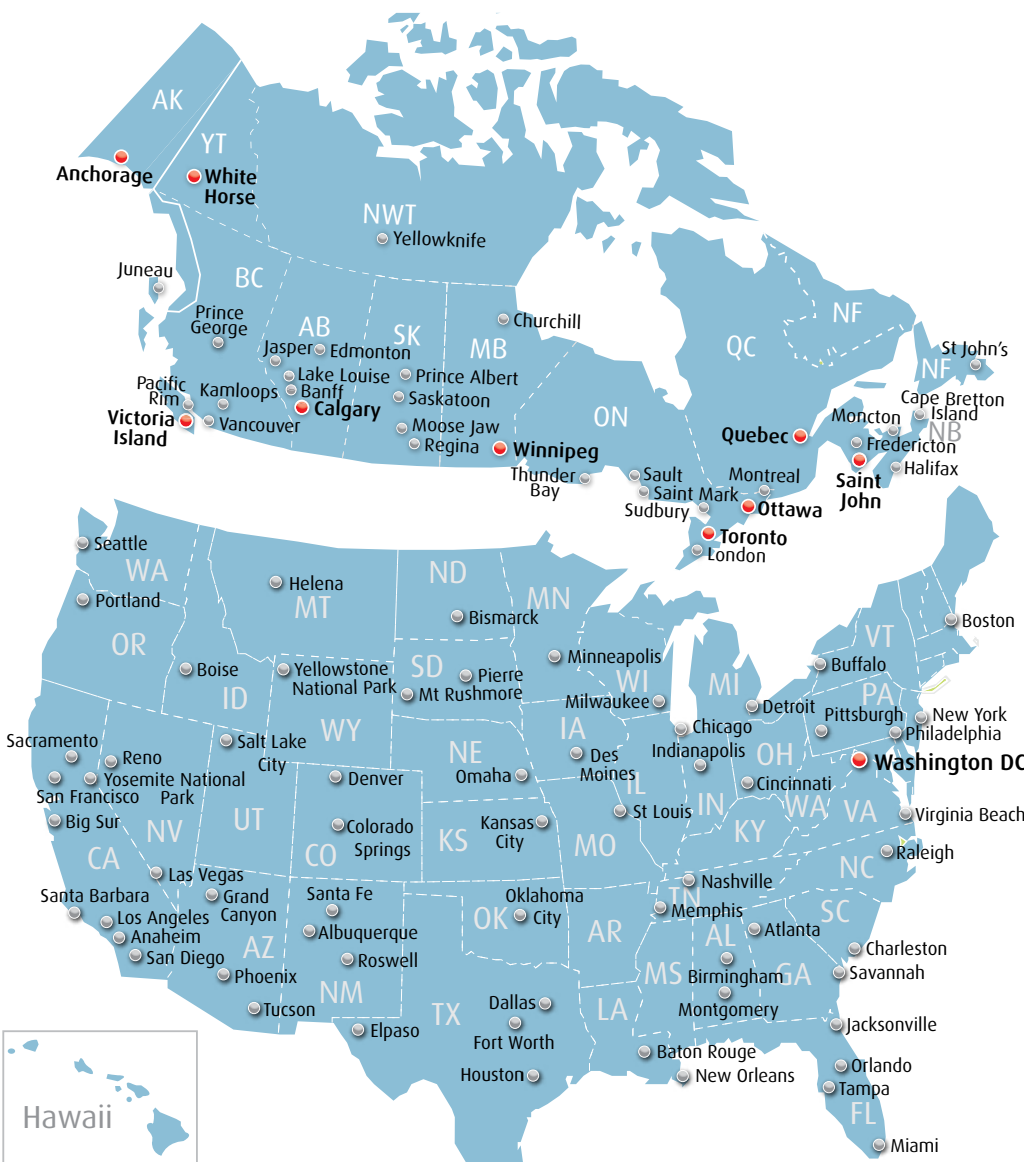 AK
YT
Anchorage
White
Horse
NWT
Yellowknife
Juneau
BC
Prince
George
AB
SK
MB
Churchill
QC
NF
Jasper
Edmonton
Lake Louise
Banff
Prince Albert
Saskatoon
St John's
NF
Pacific
Rim
Kamloops
Calgary
ON
Cape Bretton
Island
Moncton
NB
Victoria
Island
Vancouver
Moose Jaw
Regina
Winnipeg
Quebec
Fredericton
Halifax
Thunder
Bay
Sault
Saint Mark
Sudbury
Montreal
Ottawa
Saint
John
Toronto
London
Seattle
WA
Portland
OR
Helena
MT
ND
Bismarck
MN
Boston
VT
Boise
ID
Yellowstone
National Park
SD
Pierre
Mt Rushmore
Minneapolis
WI
Milwaukee
MI
Buffalo
PA
Detroit
WY
IA
Chicago
Pittsburgh
New York
Philadelphia
Sacramento
Reno
Salt Lake
City
NE
Omaha
Des
Moines
Indianapolis
OH
Washington DC
Yosemite National
Park
San Francisco
Denver
IL
Cincinnati
Big Sur
NV
UT
Colorado
Springs
CO
KS
Kansas
City
St Louis
IN
WA
VA
Virginia Beach
CA
MO
KY
Raleigh
NC
Las Vegas
Santa Barbara
Grand
Canyon
Santa Fe
Oklahoma
City
OK
Nashville
TN
Memphis
SC
Los Angeles
Anaheim
San Diego
AZ
Albuquerque
Roswell
AR
AL
Atlanta
Charleston
Phoenix
NM
MS
Birmingham
GA
Savannah
Tucson
Elpaso
TX
Dallas
Fort Worth
LA
Montgomery
Jacksonville
Baton Rouge
New Orleans
Houston
Orlando
Tampa
FL
Miami
Hawaii